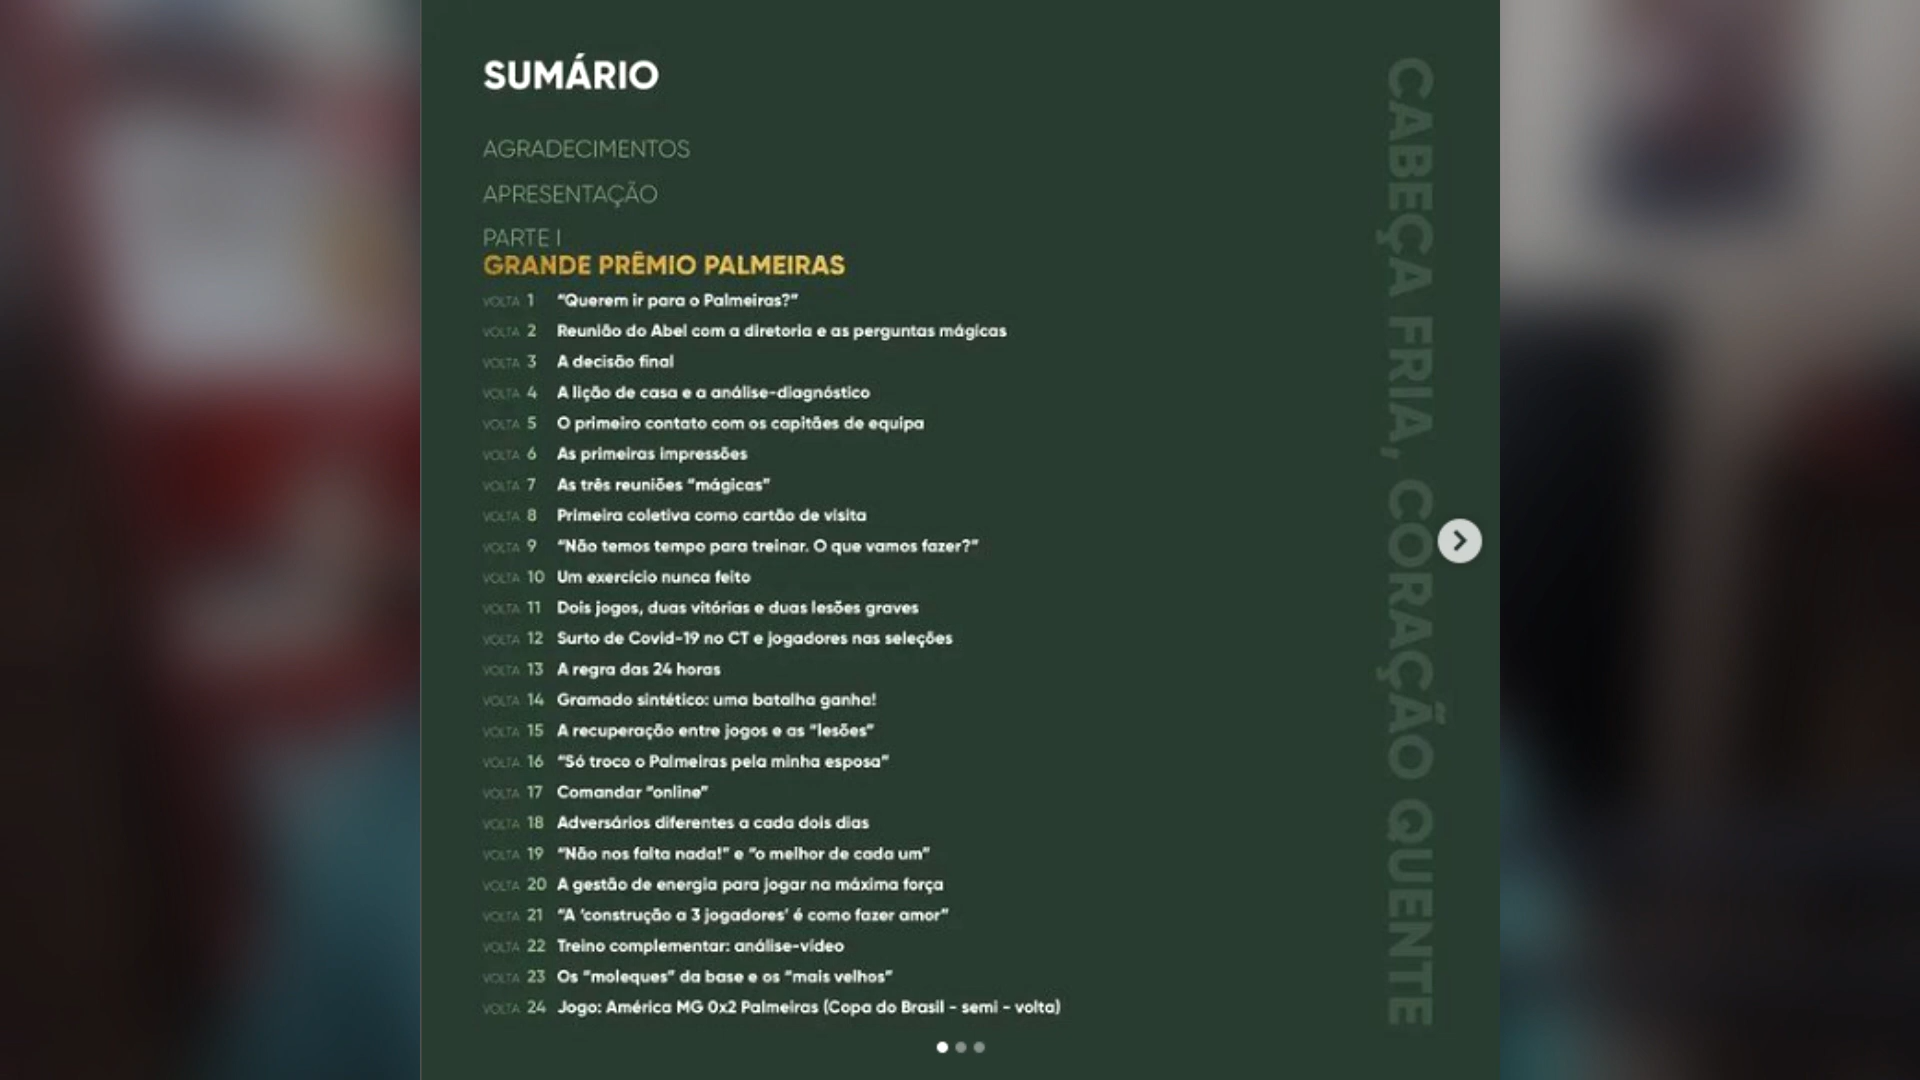 SUMÁRIO
AGRADECIMENTOS
APRESENTAÇÃO
PARTE I
GRANDE PRÊMIO PALMEIRAS
VOLTA 1 “Querem ir para o Palmeiras?”
VOLTA 2 Reunião do Abel com a diretoria e as perguntas mágicas
VOLTA 3 A decisão final
VOLTA 4 A lição de casa e a análise-diagnóstico
VOLTA 5 O primeiro contato com os capitães de equipa
VOLTA 6 As primeiras impressões
VOLTA 7 As três reuniões “mágicas”
VOLTA 8 Primeira coletiva como cartão de visita
VOLTA 9 “Não temos tempo para treinar. O que vamos fazer?”
VOLTA 10 Um exercício nunca feito
VOLTA 11 Dois jogos, duas vitórias e duas lesões graves
VOLTA 12 Surto de Covid-19 no CT e jogadores nas seleções
VOLTA 13 A regra das 24 horas
VOLTA 14 Gramado sintético: uma batalha ganha!
VOLTA 15 A recuperação entre jogos e as “lesões”
VOLTA 16 “Só troco o Palmeiras pela minha esposa”
VOLTA 17 Comandar “online”
VOLTA 18 Adversários diferentes a cada dois dias
VOLTA 19 “Não nos falta nada!” e “o melhor de cada um”
VOLTA 20 A gestão de energia para jogar na máxima força
VOLTA 21 “A ‘construção a 3 jogadores’ é como fazer amor”
VOLTA 22 Treino complementar: análise-vídeo
VOLTA 23 Os “moleques” da base e os “mais velhos”
VOLTA 24 Jogo: América MG 0x2 Palmeiras (Copa do Brasil - semi - volta)
CABEÇA FRIA, CORAÇÃO QUENTE